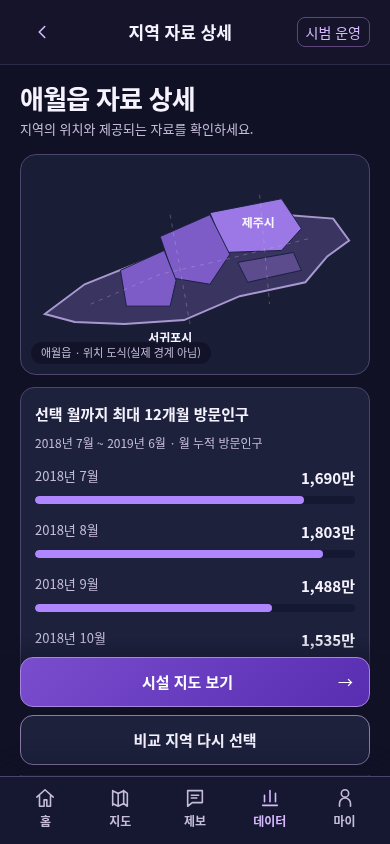 지역 자료 상세
시범 운영
애월읍 자료 상세
지역의 위치와 제공되는 자료를 확인하세요.
제주시
서귀포시
애월읍 · 위치 도식(실제 경계 아님)
선택 월까지 최대 12개월 방문인구
2018년 7월 ~ 2019년 6월 · 월 누적 방문인구
2018년 7월 1,690만
2018년 8월 1,803만
2018년 9월 1,488만
2018년 10월 1,535만
시설 지도 보기 →
비교 지역 다시 선택
홈 지도 제보 데이터 마이